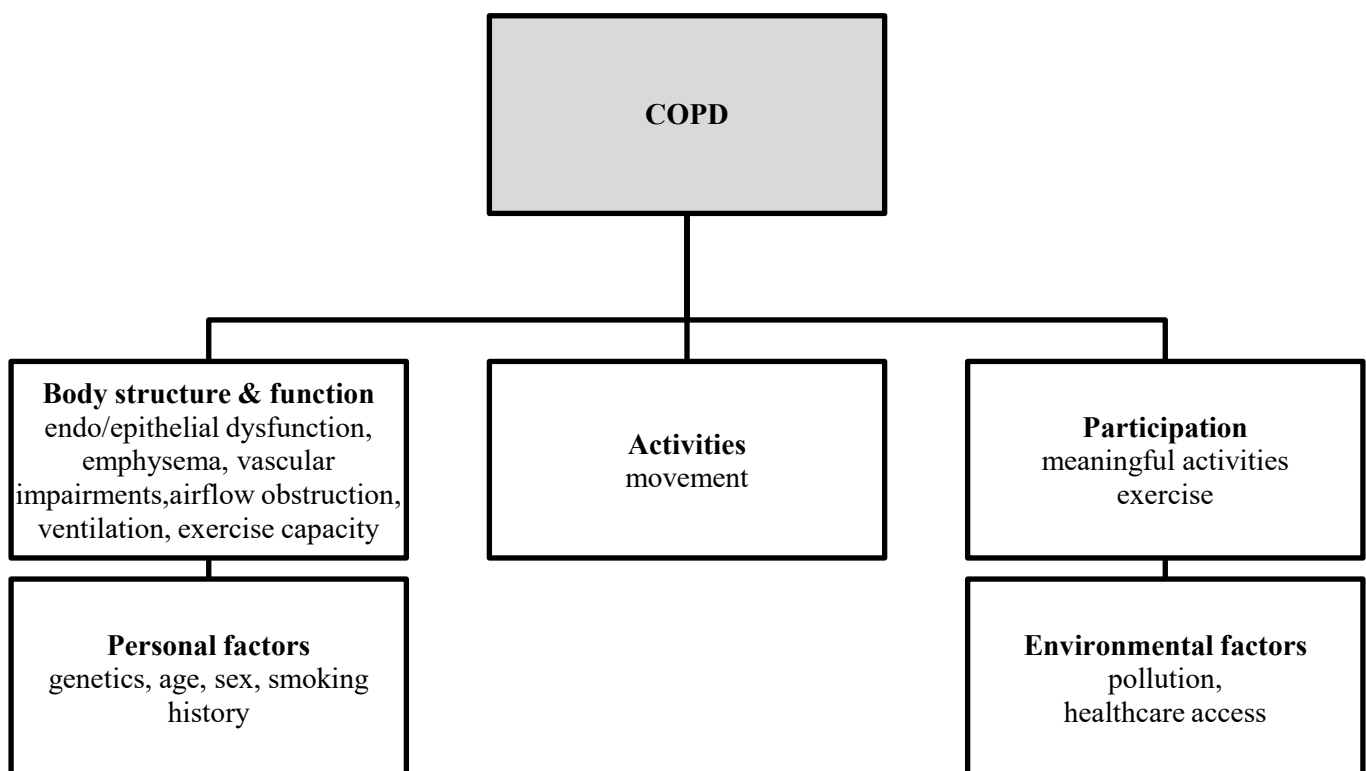 COPD
Body structure & function
endo/epithelial dysfunction,
emphysema, vascular
impairments,airflow obstruction,
ventilation, exercise capacity
Activities
movement
Participation
meaningful activities
exercise
Personal factors
genetics, age, sex, smoking
history
Environmental factors
pollution,
healthcare access